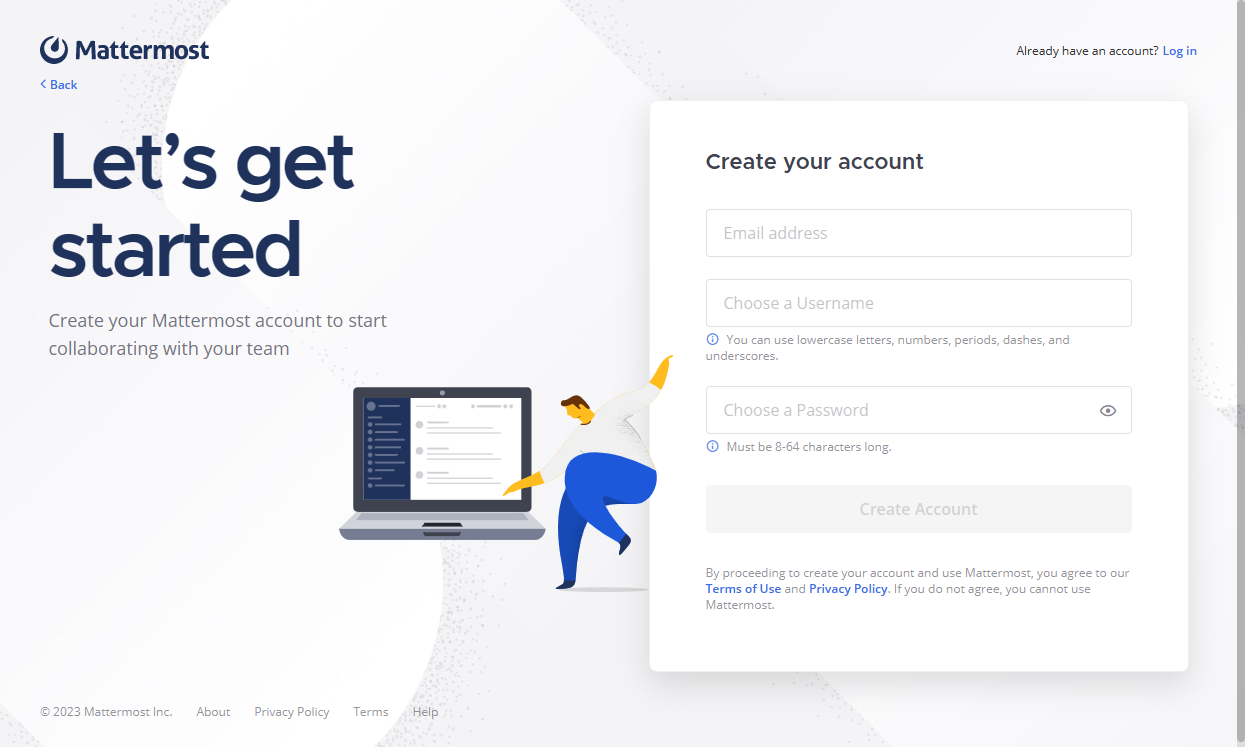 Mattermost
Already have an account? Log in
Back
Let's get
started
Create your Mattermost account to start
collaborating with your team
Create your account
Email address
Choose a Username
You can use lowercase letters, numbers, periods, dashes, and
underscores.
Choose a Password
Must be 8-64 characters long.
Create Account
By proceeding to create your account and use Mattermost, you agree to our
Terms of Use and Privacy Policy. If you do not agree, you cannot use
Mattermost.
© 2023 Mattermost Inc. About Privacy Policy Terms Help